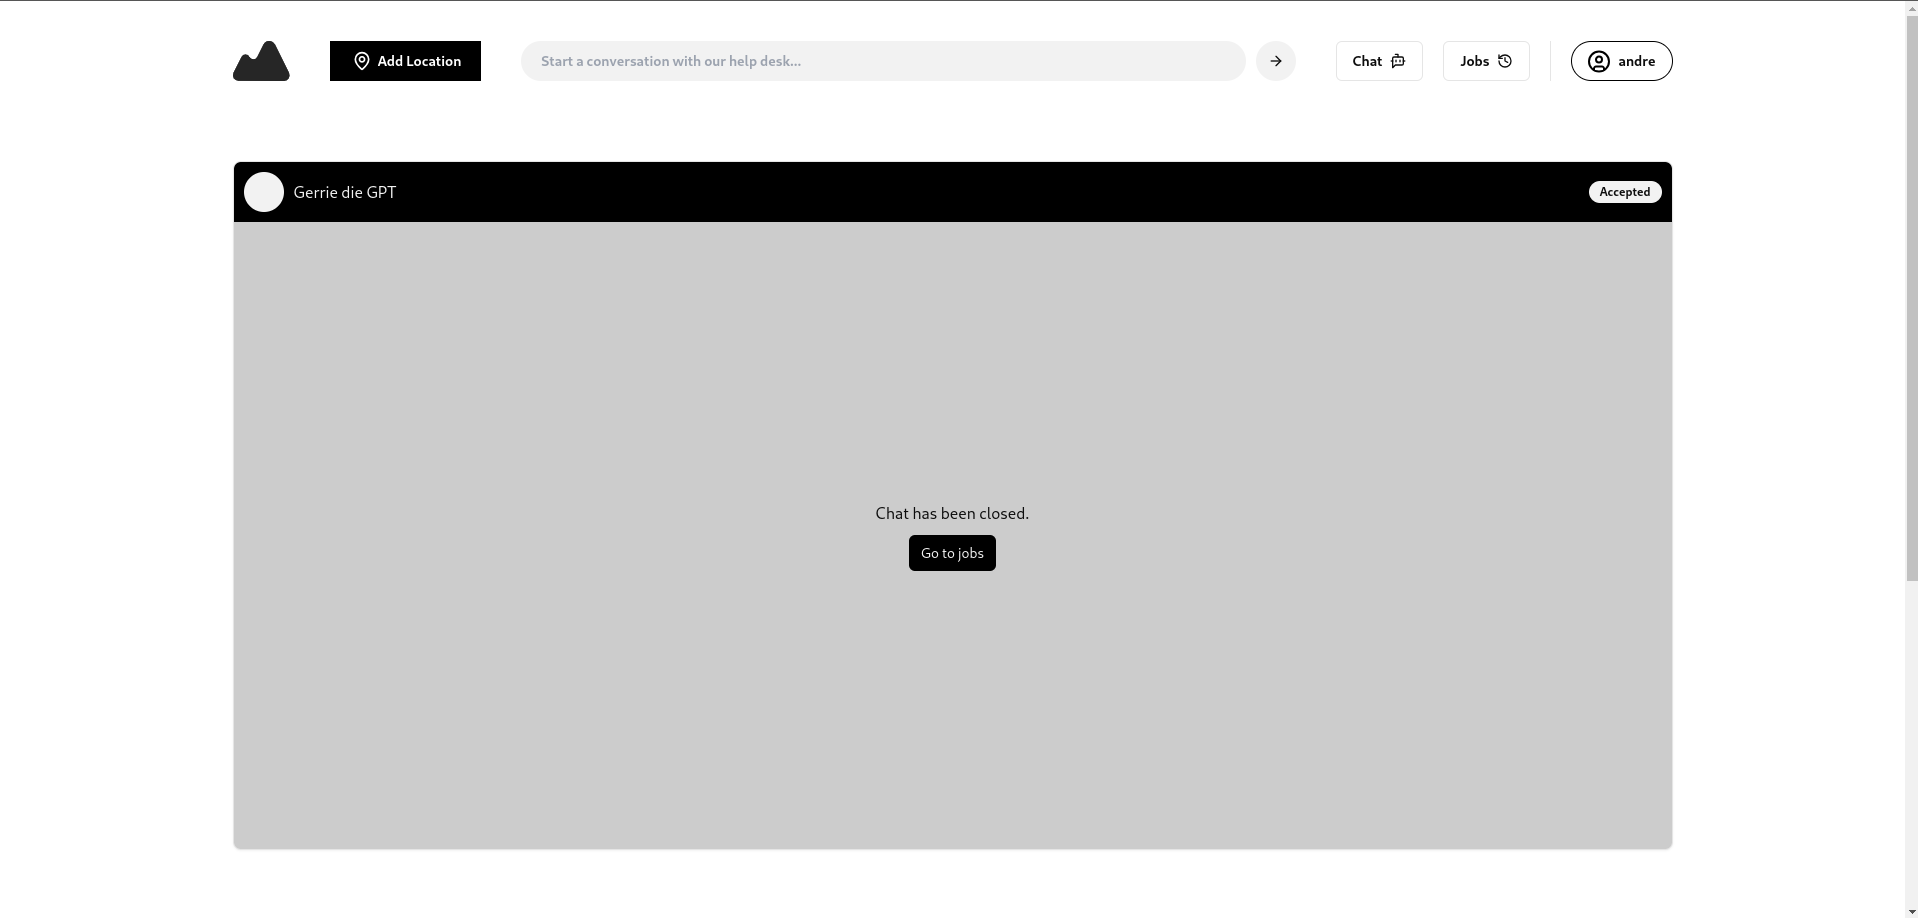 Add Location
Start a conversation with our help desk...
Chat
Jobs
andre
Gerrie die GPT
Accepted
Chat has been closed.
Go to jobs